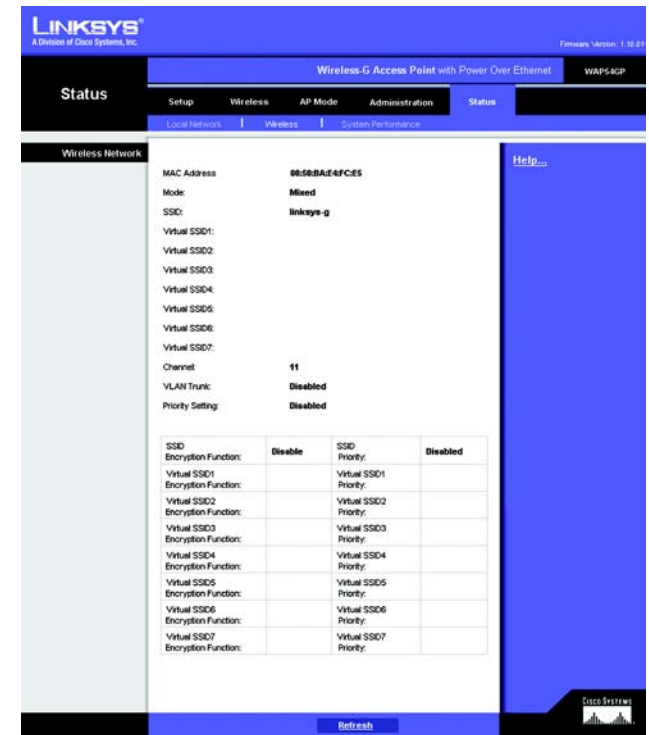 LINKSYS®
A Division of Cisco Systems, Inc.
Firmware Version: 1.10.01
Wireless-G Access Point with Power Over Ethernet
WAP54GP
Status
Setup Wireless AP Mode Administration Status
Local Network Wireless System Performance
Wireless Network
Help...
MAC Address 00:50:BA:E4:FC:E5
Mode: Mixed
SSID: linksys-g
Virtual SSID1:
Virtual SSID2:
Virtual SSID3:
Virtual SSID4:
Virtual SSID5:
Virtual SSID6:
Virtual SSID7:
Channel: 11
VLAN Trunk: Disabled
Priority Setting: Disabled
SSID Encryption Function: Disable SSID Priority: Disabled
Virtual SSID1 Encryption Function: Virtual SSID1 Priority:
Virtual SSID2 Encryption Function: Virtual SSID2 Priority:
Virtual SSID3 Encryption Function: Virtual SSID3 Priority:
Virtual SSID4 Encryption Function: Virtual SSID4 Priority:
Virtual SSID5 Encryption Function: Virtual SSID5 Priority:
Virtual SSID6 Encryption Function: Virtual SSID6 Priority:
Virtual SSID7 Encryption Function: Virtual SSID7 Priority:
CISCO SYSTEMS
Refresh